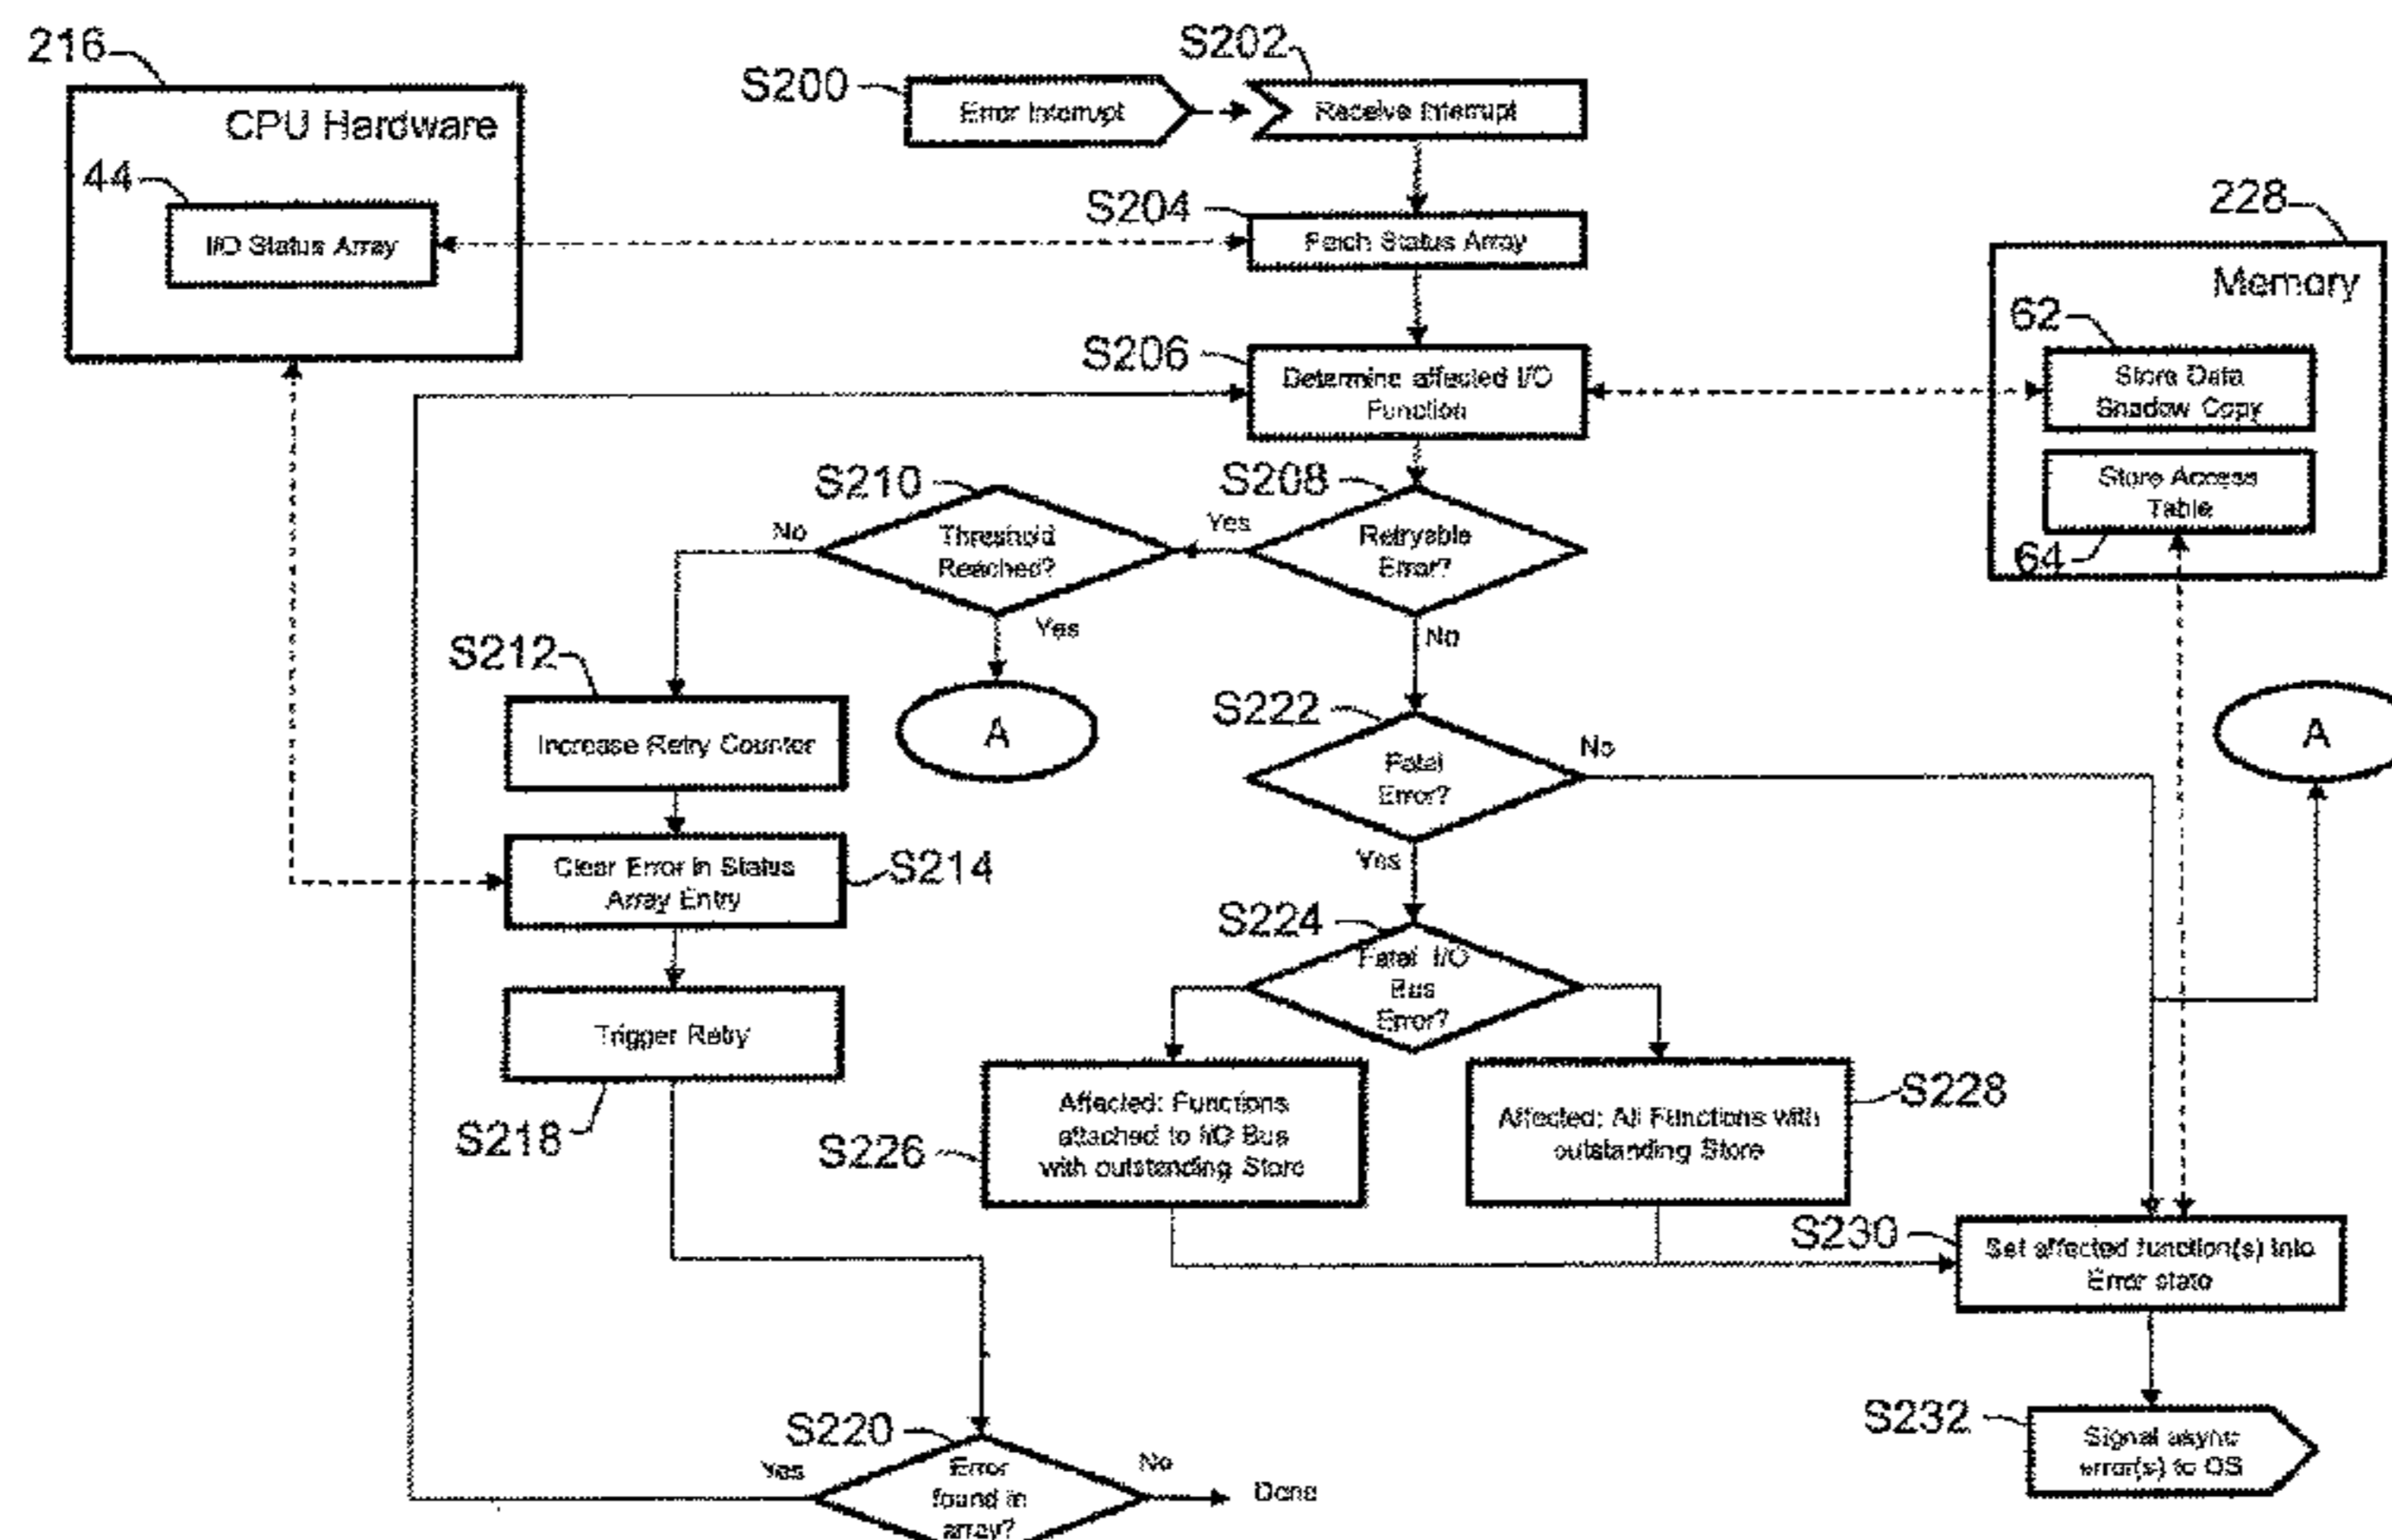 216
CPU Hardware
44
I/O Status Array
S200
Error Interrupt
S202
Receive Interrupt
S204
Fetch Status Array
228
Memory
62
Store Data
Shadow Copy
Store Access
Table
64
S206
Determine affected I/O
Function
S208
Retryable
Error?
Yes
No
S210
Threshold
Reached?
No
Yes
A
S212
Increase Retry Counter
S214
Clear Error in Status
Array Entry
Trigger Retry
S218
S220
Error
found in
array?
Yes
No
Done
S222
Fatal
Error?
No
Yes
A
S224
Fatal I/O
Bus
Error?
S226
Affected: Functions
attached to I/O Bus
with outstanding Store
S228
Affected: All Functions with
outstanding Store
S230
Set affected function(s) into
Error state
S232
Signal async
error(s) to OS